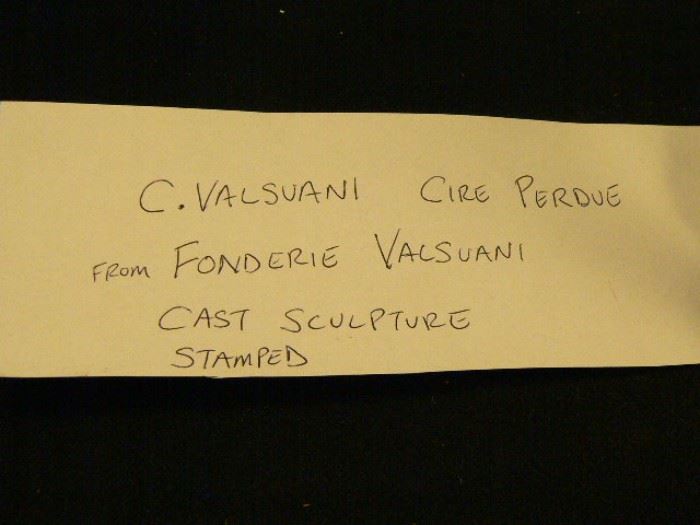 C. VALSUANI CIRE PERDUE
FROM FONDERIE VALSUANI
CAST SCULPTURE
STAMPED